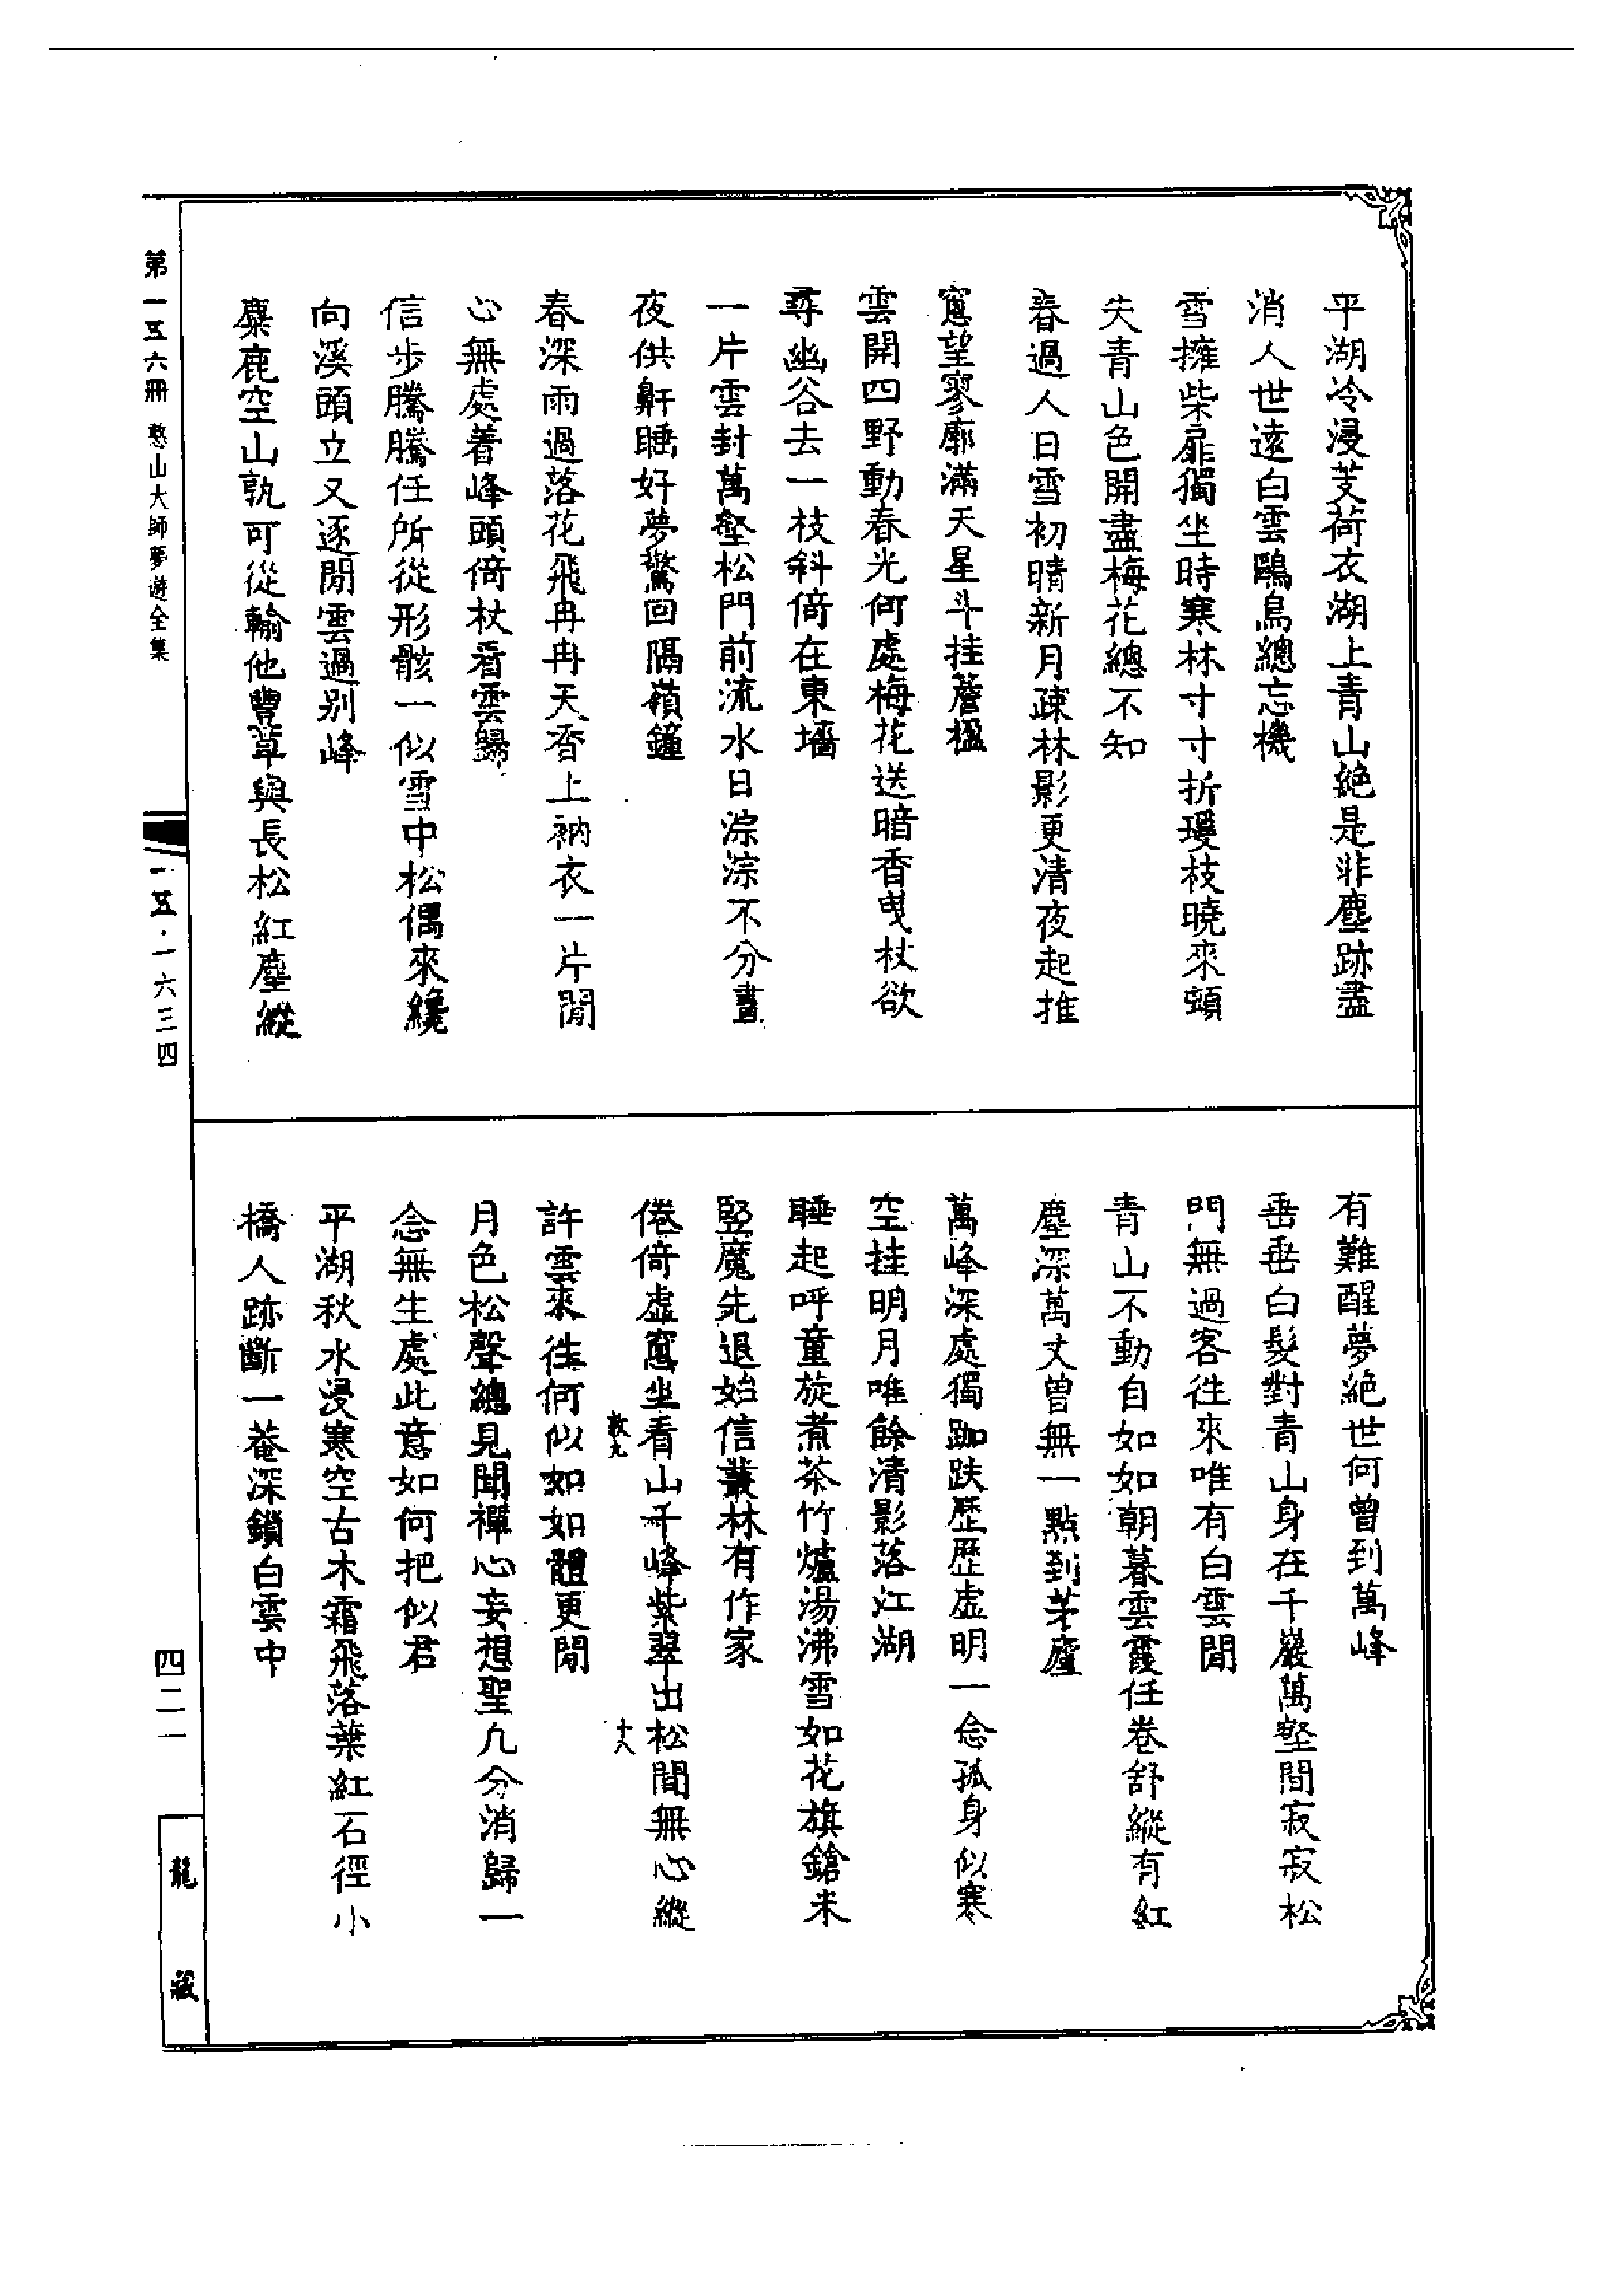 平湖冷浸芰荷衣湖上青山絶是非塵跡盡
消人世遠白雲鷗鳥總忘機
雪擁柴扉獨坐時寒林寸寸折瓊枝曉來頓
失青山色開盡梅花總不知
春過人日雪初晴新月疎林影更清夜起推
窻望寥廓滿天星斗挂簷楹
雲開四野動春光何處梅花送暗香曳杖欲
尋幽谷去一枝斜倚在東墻
一片雲封萬壑松門前流水日淙淙不分晝
夜供鼾睡好夢驚回隔嶺鐘
春深雨過落花飛冉冉天香上衲衣一片閒
心無處着峰頭倚杖看雲歸
信步騰騰任所從形骸一似雪中松偶來纔
向溪頭立又逐閒雲過别峰
麋鹿空山孰可從輸他豐草與長松紅塵縱
有難醒夢絶世何曾到萬峰
垂垂白髮對青山身在千巖萬壑間寂寂松
門無過客往來唯有白雲閒
青山不動自如如朝暮雲霞任卷舒縱有紅
塵深萬丈曾無一點到茅廬
萬峰深處獨跏趺歷歷虛明一念孤身似寒
空挂明月唯餘清影落江湖
睡起呼童旋煮茶竹爐湯沸雪如花旗鎗未
竪魔先退始信叢林有作家
倦倚虛窻坐看山千峰紫翠出松間無心縱
許雲來往何似如如體更閒
月色松聲總見聞禪心妄想聖凡分消歸一
念無生處此意如何把似君
平湖秋水浸寒空古木霜飛落葉紅石徑小
橋人跡斷一菴深鎖白雲中
十八
第一五六冊 憨山大師夢遊全集
一五·一六三四
四二一
龍藏